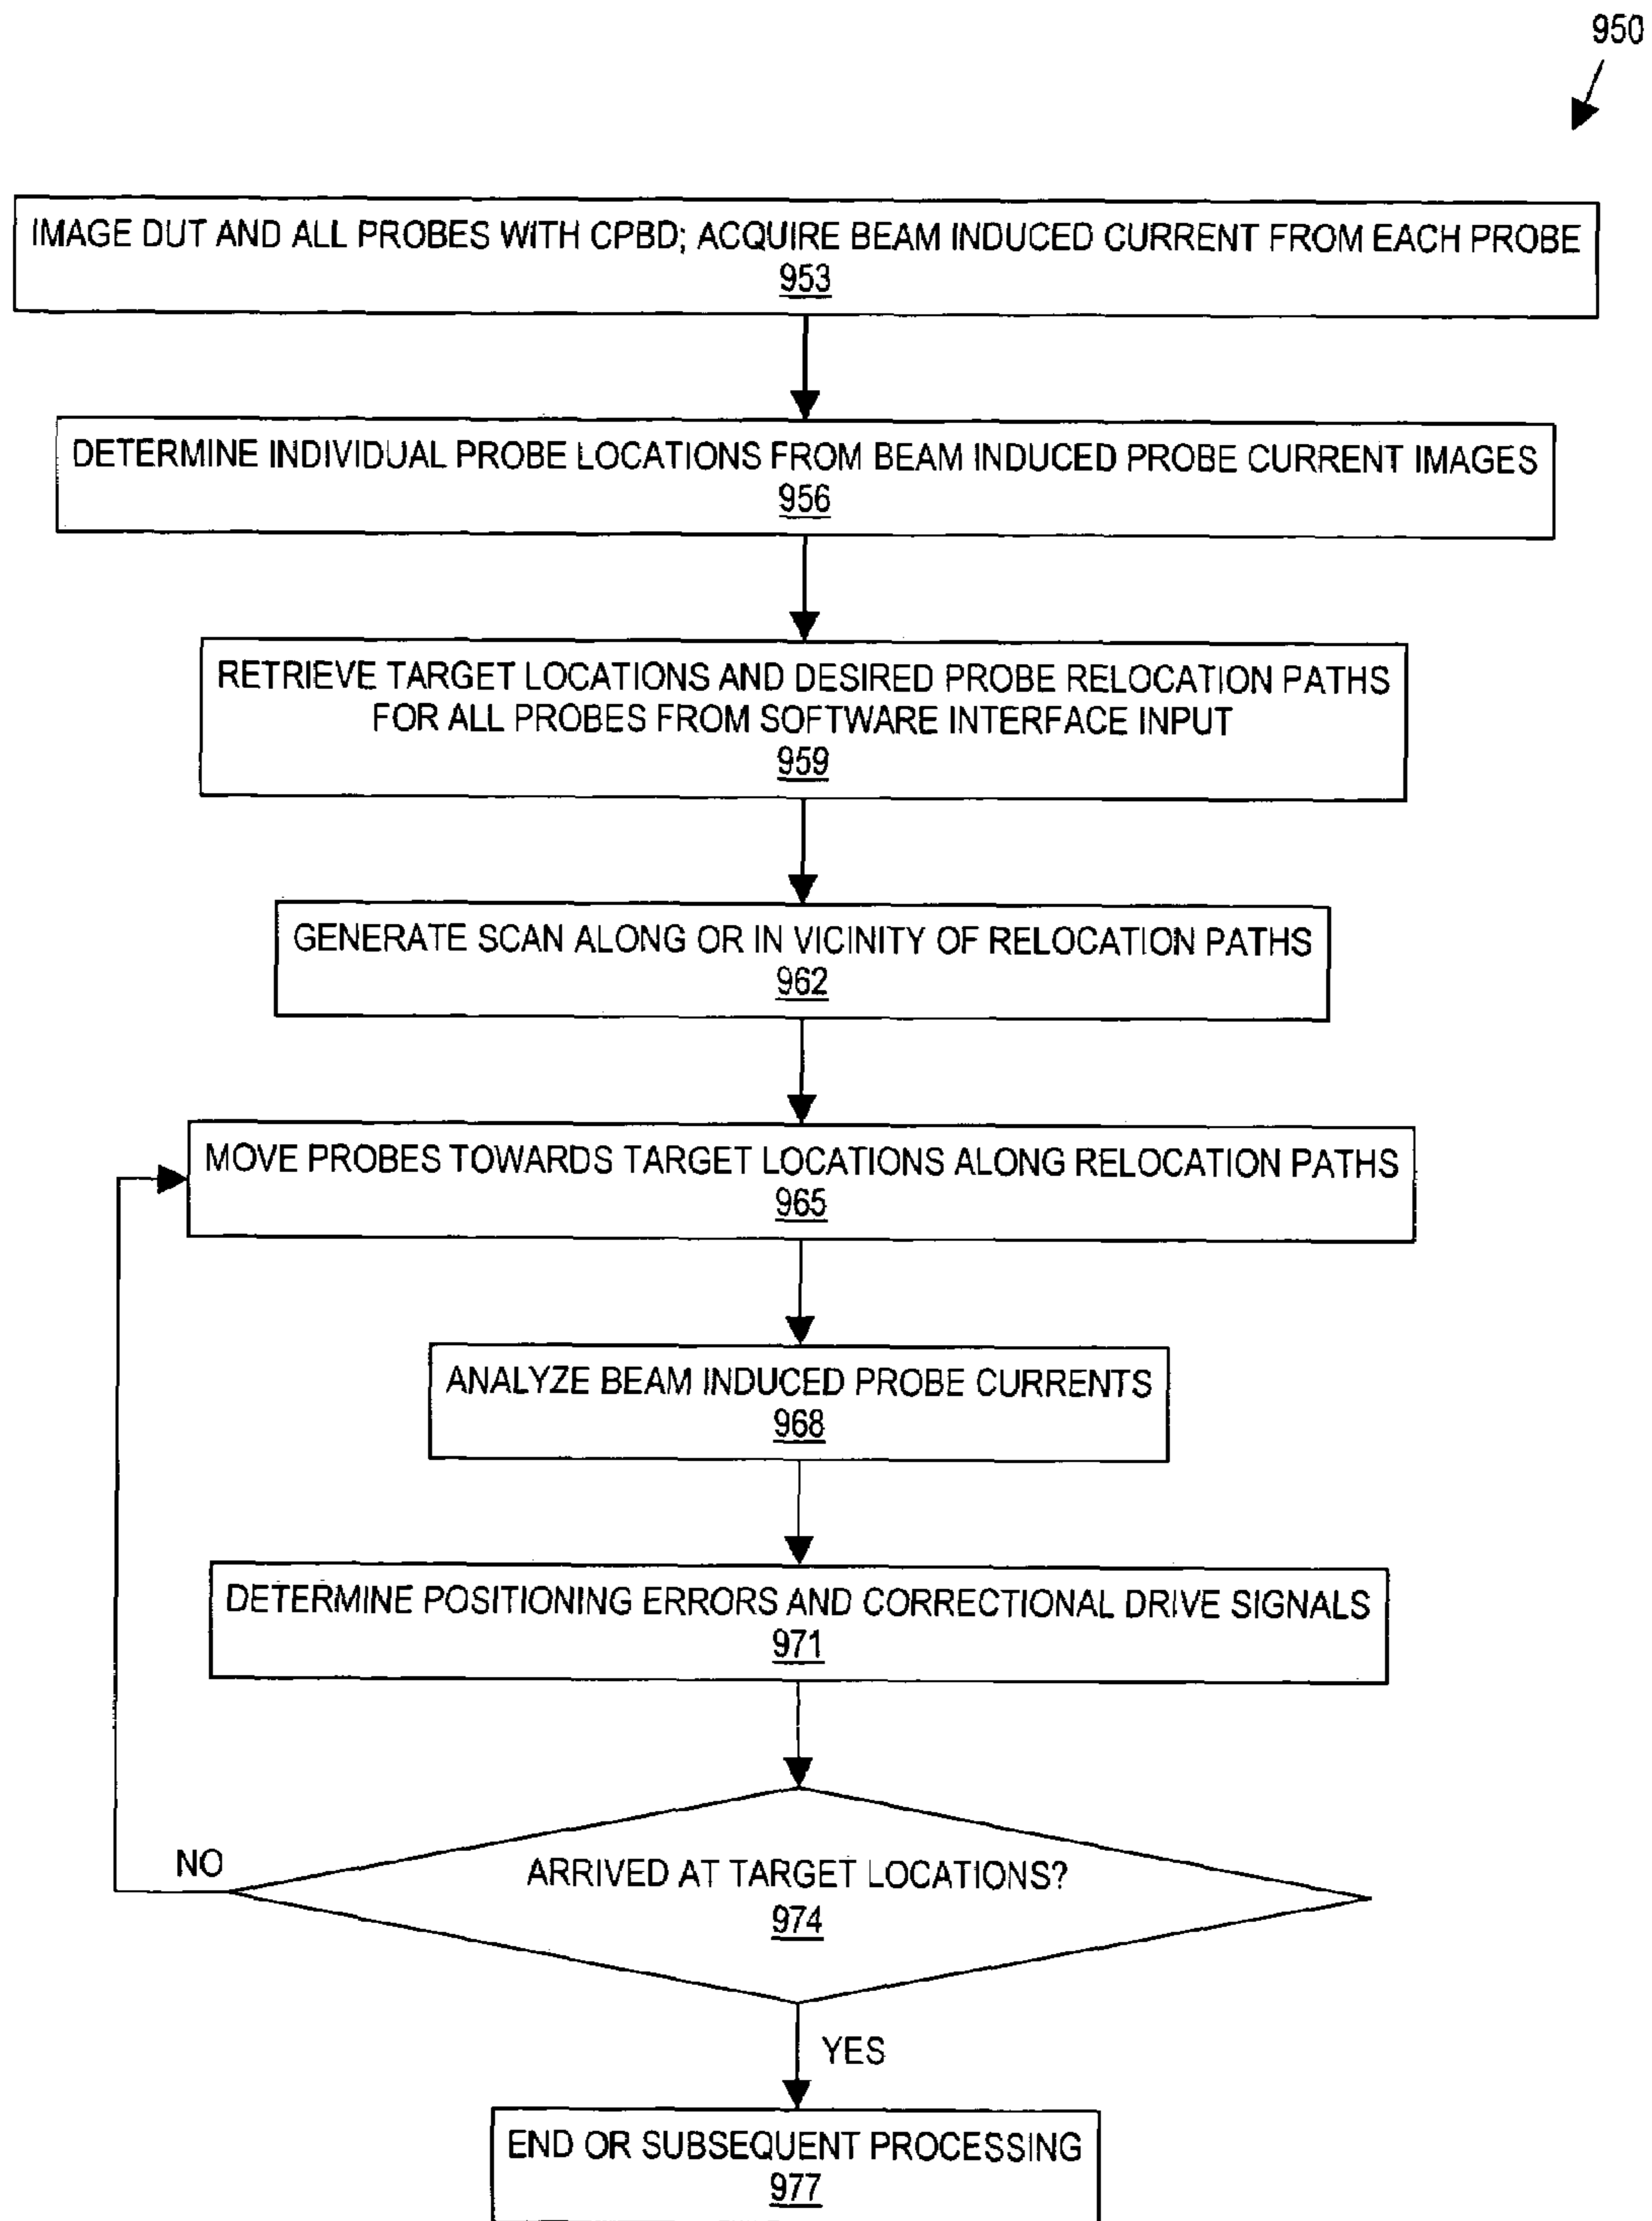 950
IMAGE DUT AND ALL PROBES WITH CPBD; ACQUIRE BEAM INDUCED CURRENT FROM EACH PROBE
953
DETERMINE INDIVIDUAL PROBE LOCATIONS FROM BEAM INDUCED PROBE CURRENT IMAGES
956
RETRIEVE TARGET LOCATIONS AND DESIRED PROBE RELOCATION PATHS
FOR ALL PROBES FROM SOFTWARE INTERFACE INPUT
959
GENERATE SCAN ALONG OR IN VICINITY OF RELOCATION PATHS
962
MOVE PROBES TOWARDS TARGET LOCATIONS ALONG RELOCATION PATHS
965
ANALYZE BEAM INDUCED PROBE CURRENTS
968
DETERMINE POSITIONING ERRORS AND CORRECTIONAL DRIVE SIGNALS
971
NO
ARRIVED AT TARGET LOCATIONS?
974
YES
END OR SUBSEQUENT PROCESSING
977